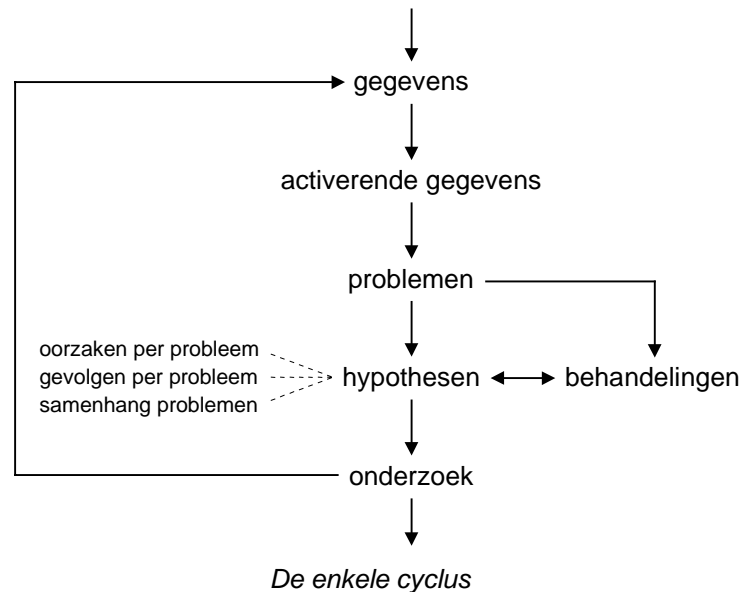 gegevens
activerende gegevens
problemen
oorzaken per probleem
gevolgen per probleem
samenhang problemen
hypothesen
behandelingen
onderzoek
De enkele cyclus